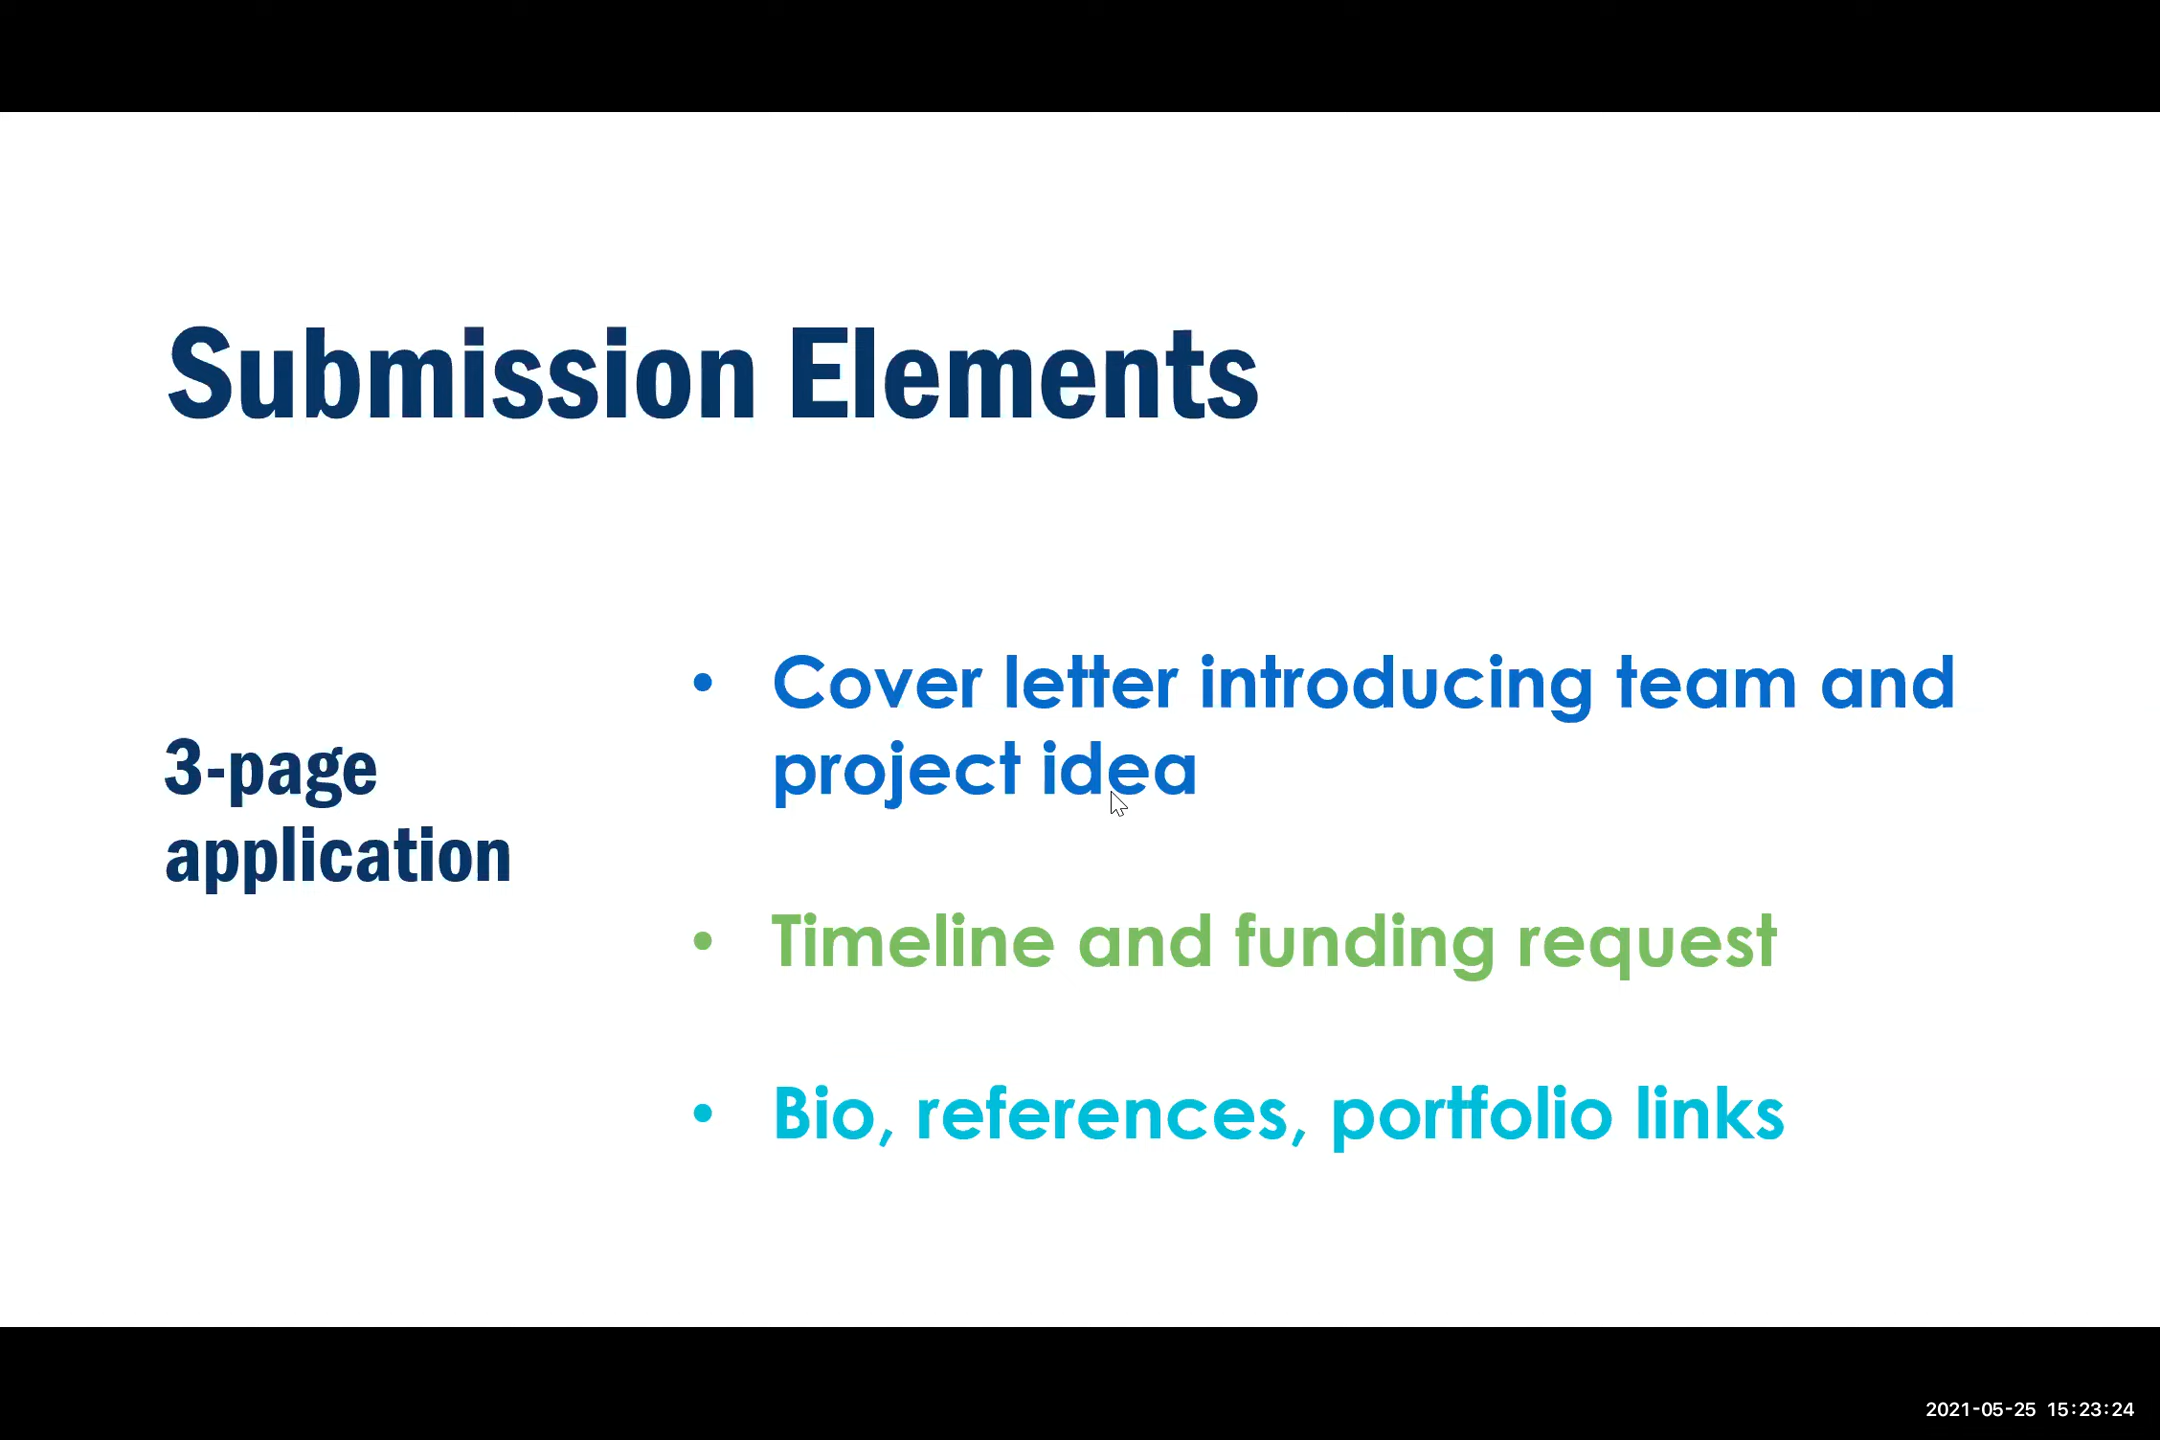 Submission Elements
3-page
application
• Cover letter introducing team and
project idea
• Timeline and funding request
• Bio, references, portfolio links
2021-05-25 15:23:24